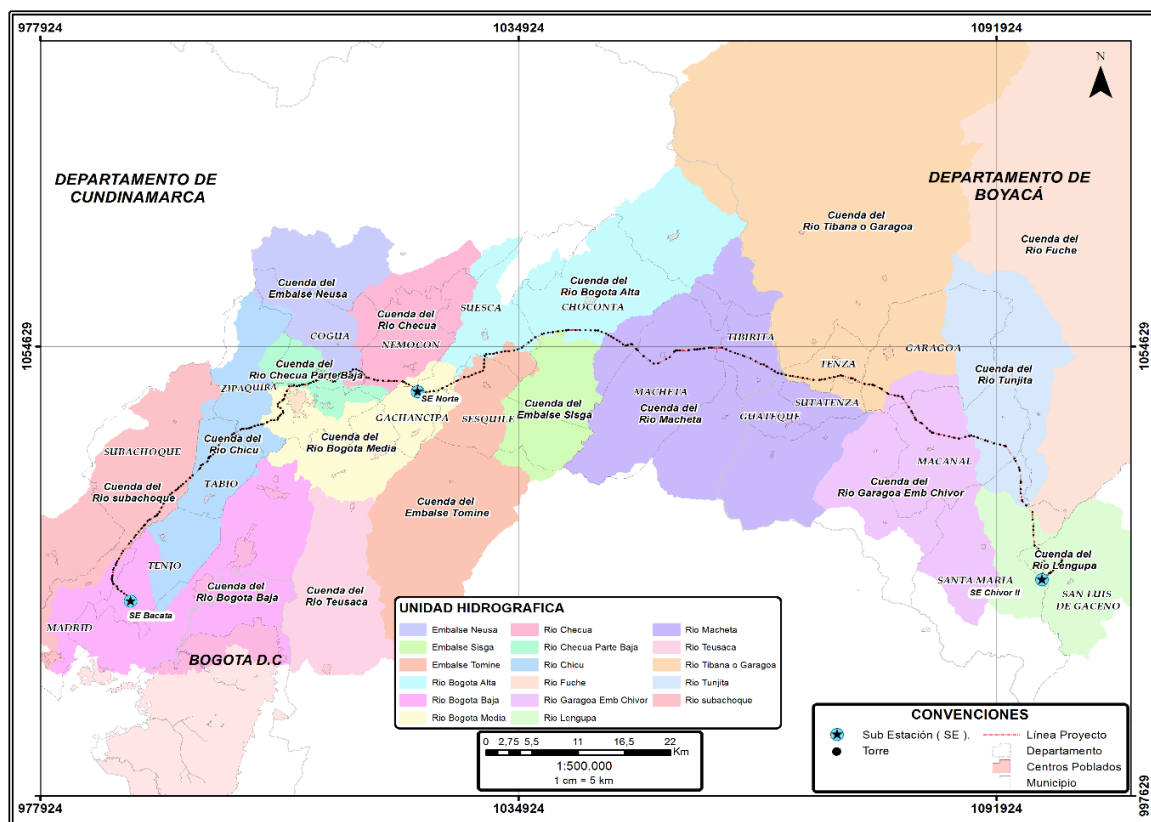 977924
1034924
1091924
N
DEPARTAMENTO DE
CUNDINAMARCA
DEPARTAMENTO DE
BOYACÁ
Cuenda del
Rio Tibana o Garagoa
Cuenda del
Rio Fuche
Cuenda del
Embalse Neusa
Cuenda del
Rio Bogota Alta
SUESCA
CHOCONTA
Cuenda del
Rio Checua
COGUA
NEMOCON
TIBIRITA
GARAGOA
1054629
1054629
Cuenda del
Rio Checua Parte Baja
TENZA
Cuenda del
Rio Tunjita
ZIPAQUIRA
SE Norte
MACHETA
SUTATENZA
Cuenda del
Embalse Sisga
Cuenda del
Rio Macheta
GACHANCIPA
SESQUILE
GUATEQUE
Cuenda del
Rio Chicu
Cuenda del
Rio Bogota Media
SUBACHOQUE
MACANAL
Cuenda del
Rio subachoque
TABIO
Cuenda del
Rio Garagoa Emb Chivor
Cuenda del
Embalse Tomine
TENJO
Cuenda del
Rio Lengupa
Cuenda del
Rio Bogota Baja
Cuenda del
Rio Teusaca
SANTA MARIA
SE Chivor II
SAN LUIS
DE GACENO
SE Bacata
MADRID
BOGOTA D.C
UNIDAD HIDROGRAFICA
Embalse Neusa
Embalse Sisga
Embalse Tomine
Rio Bogota Alta
Rio Bogota Baja
Rio Bogota Media
Rio Checua
Rio Checua Parte Baja
Rio Chicu
Rio Fuche
Rio Garagoa Emb Chivor
Rio Lengupa
Rio Macheta
Rio Teusaca
Rio Tibana o Garagoa
Rio Tunjita
Rio subachoque
0 2,75 5,5 11 16,5 22
Km
1:500.000
1 cm = 5 km
CONVENCIONES
Sub Estación ( SE ).
Torre
Línea Proyecto
Departamento
Centros Poblados
Municipio
997629
977924
1034924
1091924